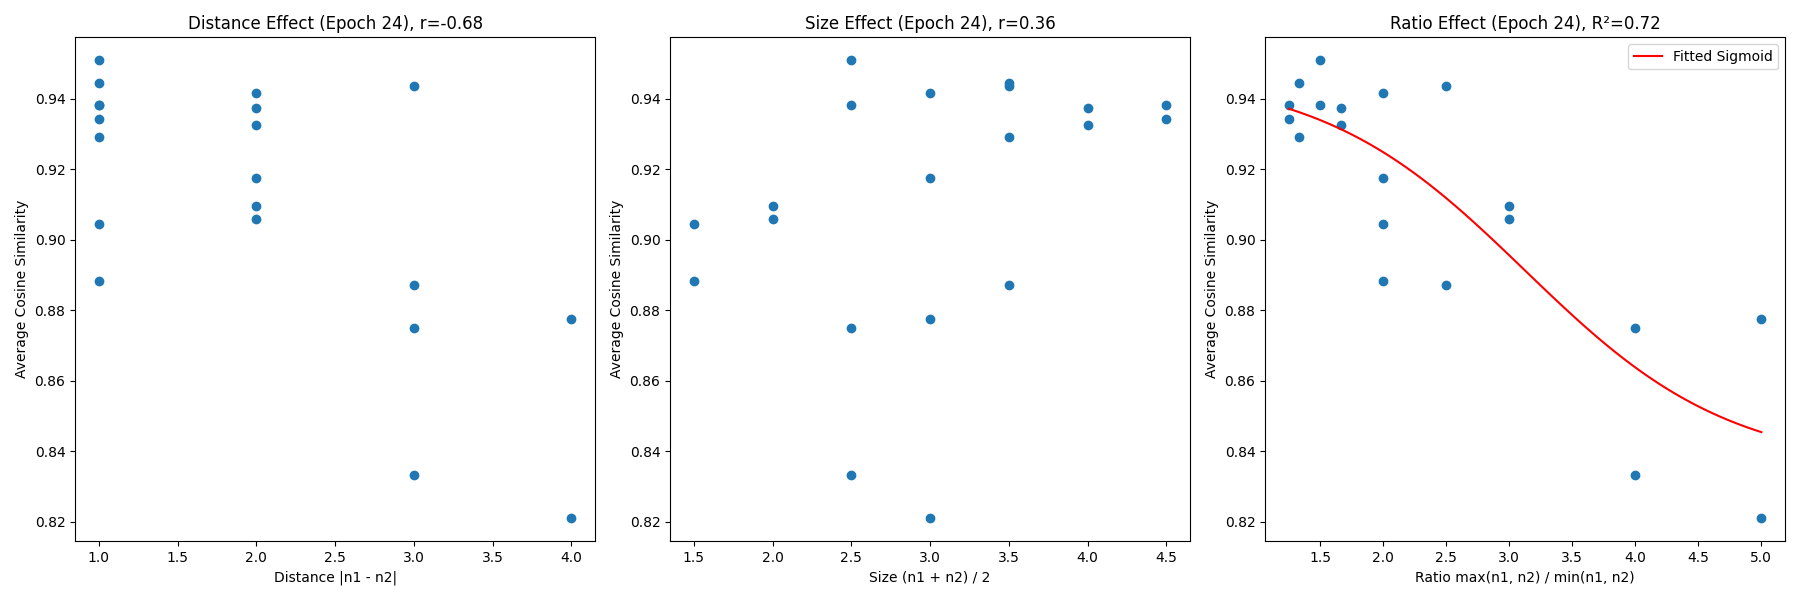 Distance Effect (Epoch 24), r=-0.68
Average Cosine Similarity
0.94
0.92
0.90
0.88
0.86
0.84
0.82
1.0 1.5 2.0 2.5 3.0 3.5 4.0
Distance |n1 - n2|
Size Effect (Epoch 24), r=0.36
Average Cosine Similarity
0.94
0.92
0.90
0.88
0.86
0.84
0.82
1.5 2.0 2.5 3.0 3.5 4.0 4.5
Size (n1 + n2) / 2
Ratio Effect (Epoch 24), R²=0.72
Fitted Sigmoid
Average Cosine Similarity
0.94
0.92
0.90
0.88
0.86
0.84
0.82
1.5 2.0 2.5 3.0 3.5 4.0 4.5 5.0
Ratio max(n1, n2) / min(n1, n2)